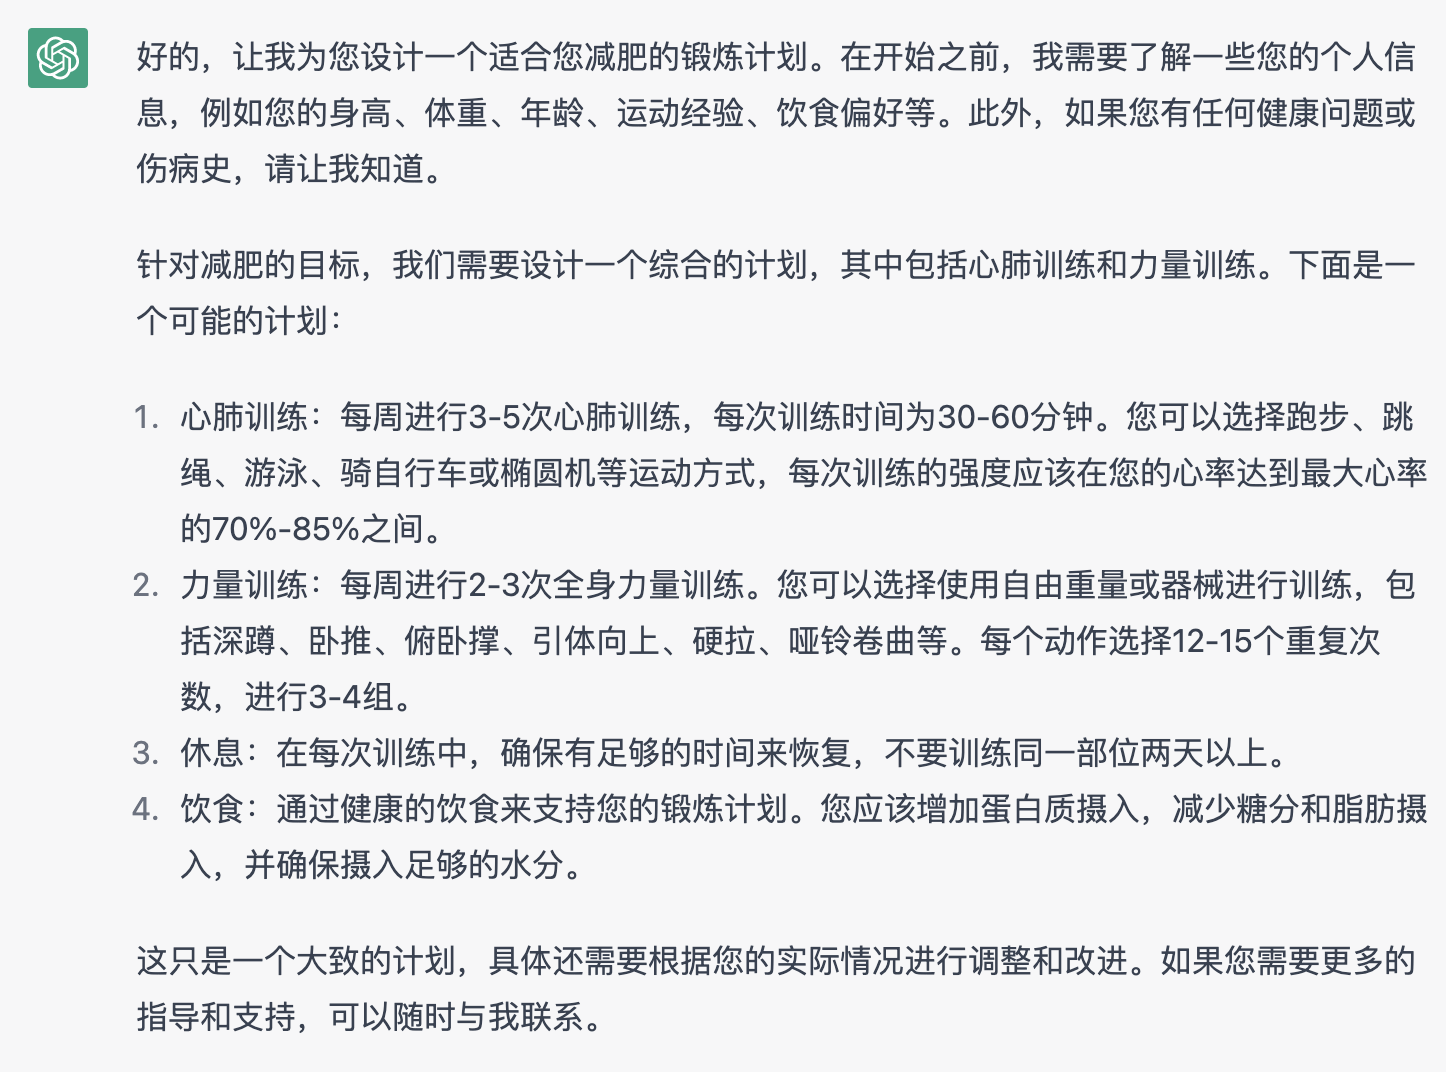 好的，让我为您设计一个适合您减肥的锻炼计划。在开始之前，我需要了解一些您的个人信
息，例如您的身高、体重、年龄、运动经验、饮食偏好等。此外，如果您有任何健康问题或
伤病史，请让我知道。
针对减肥的目标，我们需要设计一个综合的计划，其中包括心肺训练和力量训练。下面是一
个可能的计划：
1. 心肺训练：每周进行3-5次心肺训练，每次训练时间为30-60分钟。您可以选择跑步、跳
绳、游泳、骑自行车或椭圆机等运动方式，每次训练的强度应该在您的心率达到最大心率
的70%-85%之间。
2. 力量训练：每周进行2-3次全身力量训练。您可以选择使用自由重量或器械进行训练，包
括深蹲、卧推、俯卧撑、引体向上、硬拉、哑铃卷曲等。每个动作选择12-15个重复次
数，进行3-4组。
3. 休息：在每次训练中，确保有足够的时间来恢复，不要训练同一部位两天以上。
4. 饮食：通过健康的饮食来支持您的锻炼计划。您应该增加蛋白质摄入，减少糖分和脂肪摄
入，并确保摄入足够的水分。
这只是一个大致的计划，具体还需要根据您的实际情况进行调整和改进。如果您需要更多的
指导和支持，可以随时与我联系。